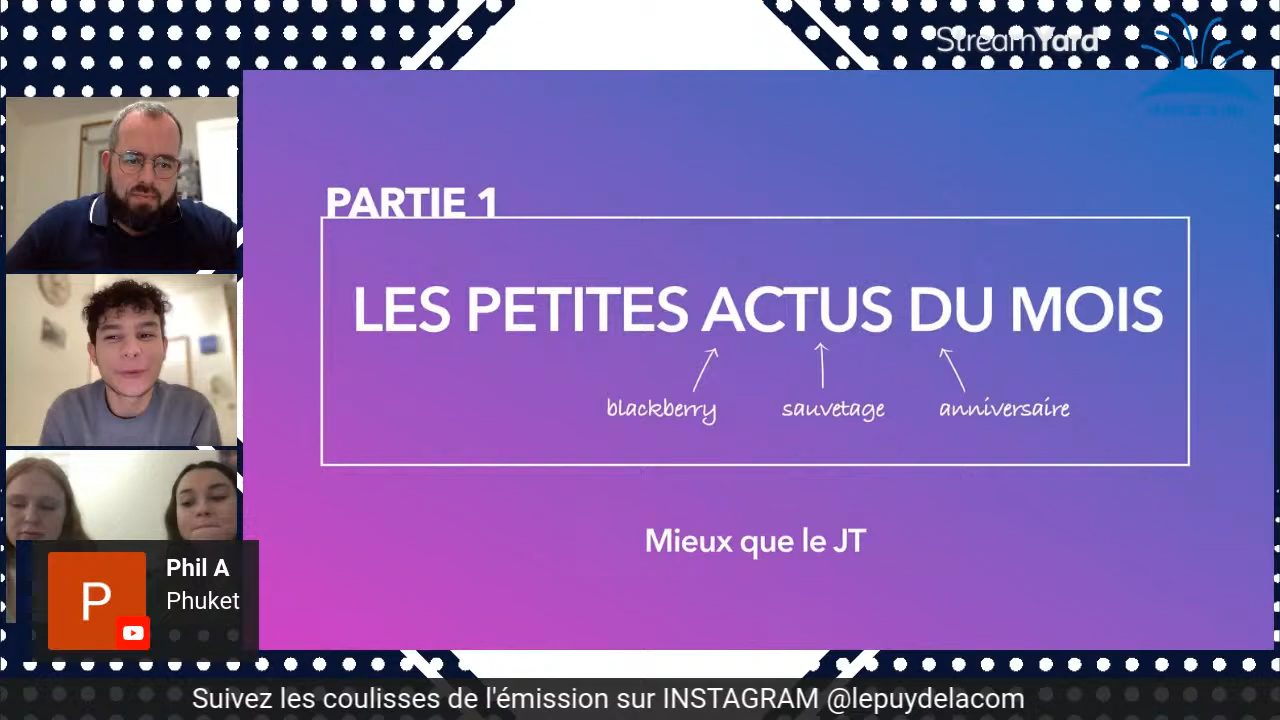 StreamYard
PARTIE 1
LES PETITES ACTUS DU MOIS
blackberry sauvetage anniversaire
Mieux que le JT
P
Phil A
Phuket
Suivez les coulisses de l'émission sur INSTAGRAM @lepuydelacom